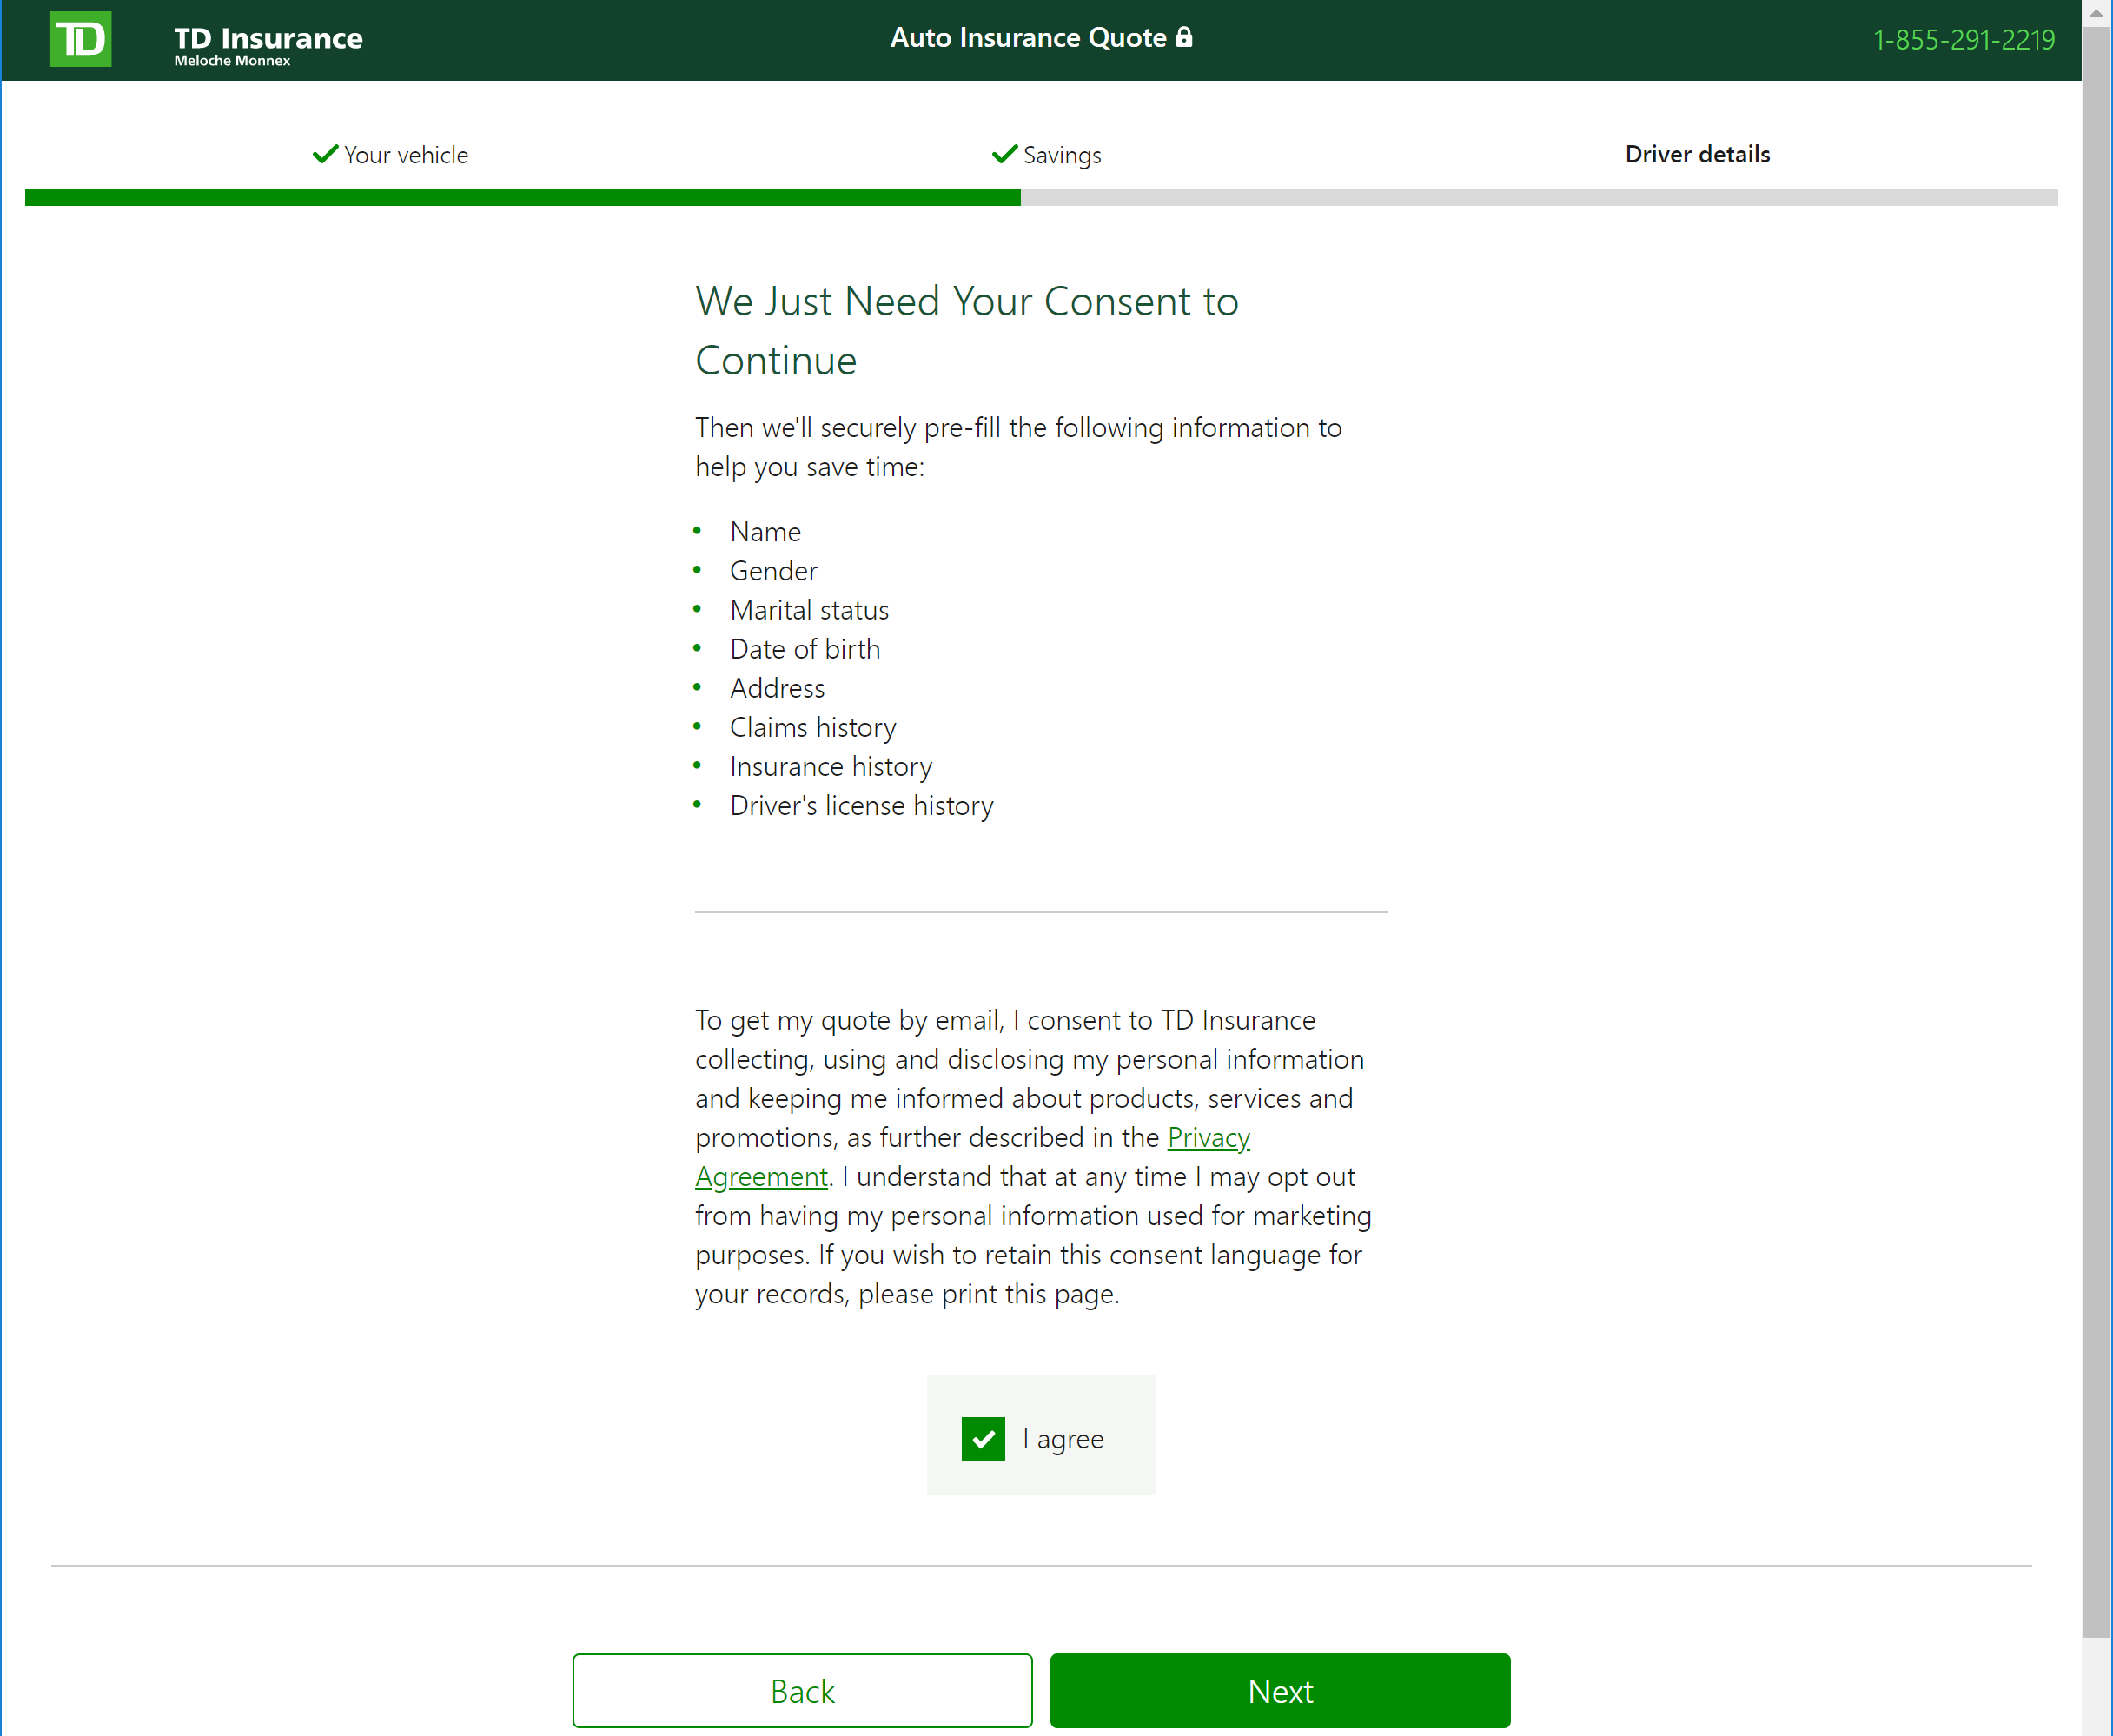 TD
TD Insurance
Meloche Monnex
Auto Insurance Quote
1-855-291-2219
Your vehicle
Savings
Driver details
We Just Need Your Consent to
Continue
Then we'll securely pre-fill the following information to
help you save time:
• Name
• Gender
• Marital status
• Date of birth
• Address
• Claims history
• Insurance history
• Driver's license history
To get my quote by email, I consent to TD Insurance
collecting, using and disclosing my personal information
and keeping me informed about products, services and
promotions, as further described in the Privacy
Agreement. I understand that at any time I may opt out
from having my personal information used for marketing
purposes. If you wish to retain this consent language for
your records, please print this page.
I agree
Back
Next